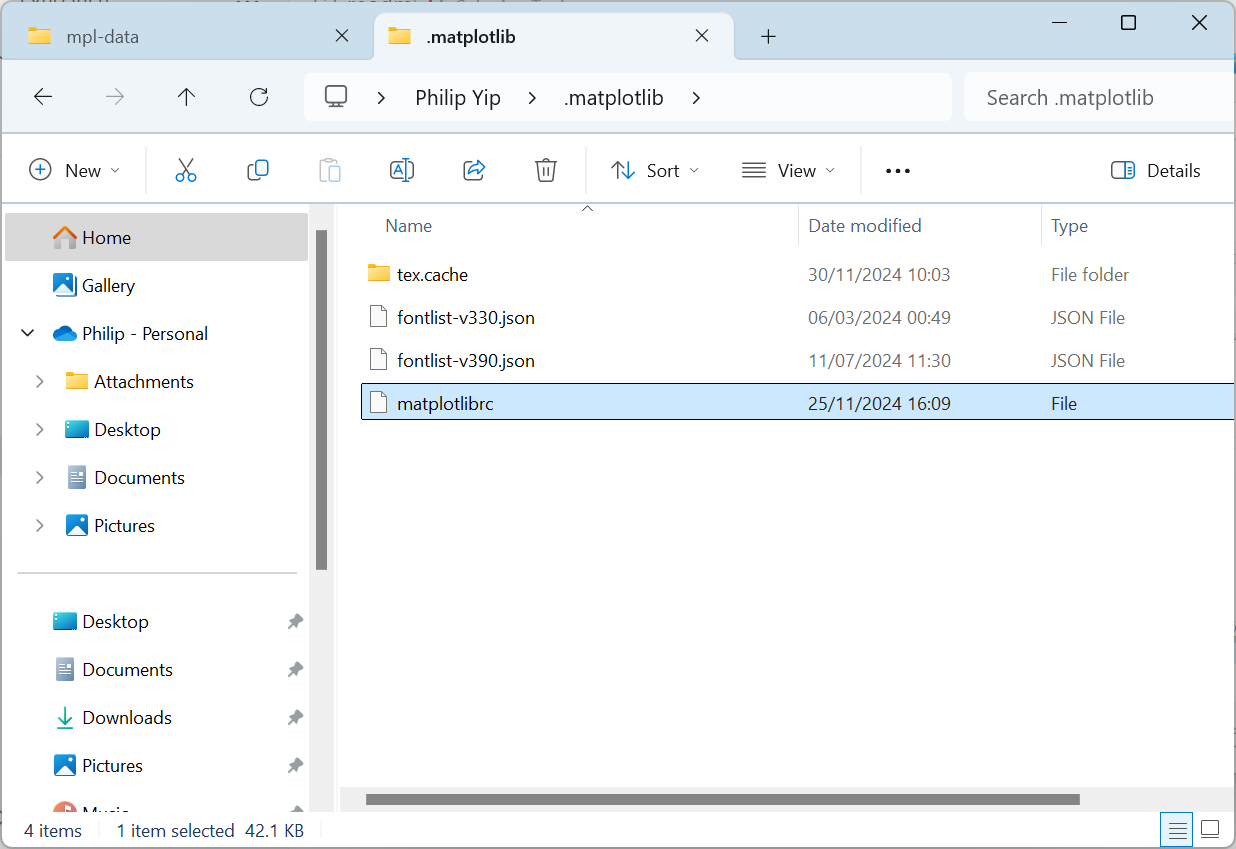 mpl-data .matplotlib
Philip Yip .matplotlib Search .matplotlib
New Sort View Details
Name Date modified Type
Home
Gallery
Philip - Personal
Attachments
Desktop
Documents
Pictures
Desktop
Documents
Downloads
Pictures
Music
tex.cache 30/11/2024 10:03 File folder
fontlist-v330.json 06/03/2024 00:49 JSON File
fontlist-v390.json 11/07/2024 11:30 JSON File
matplotlibrc 25/11/2024 16:09 File
4 items 1 item selected 42.1 KB